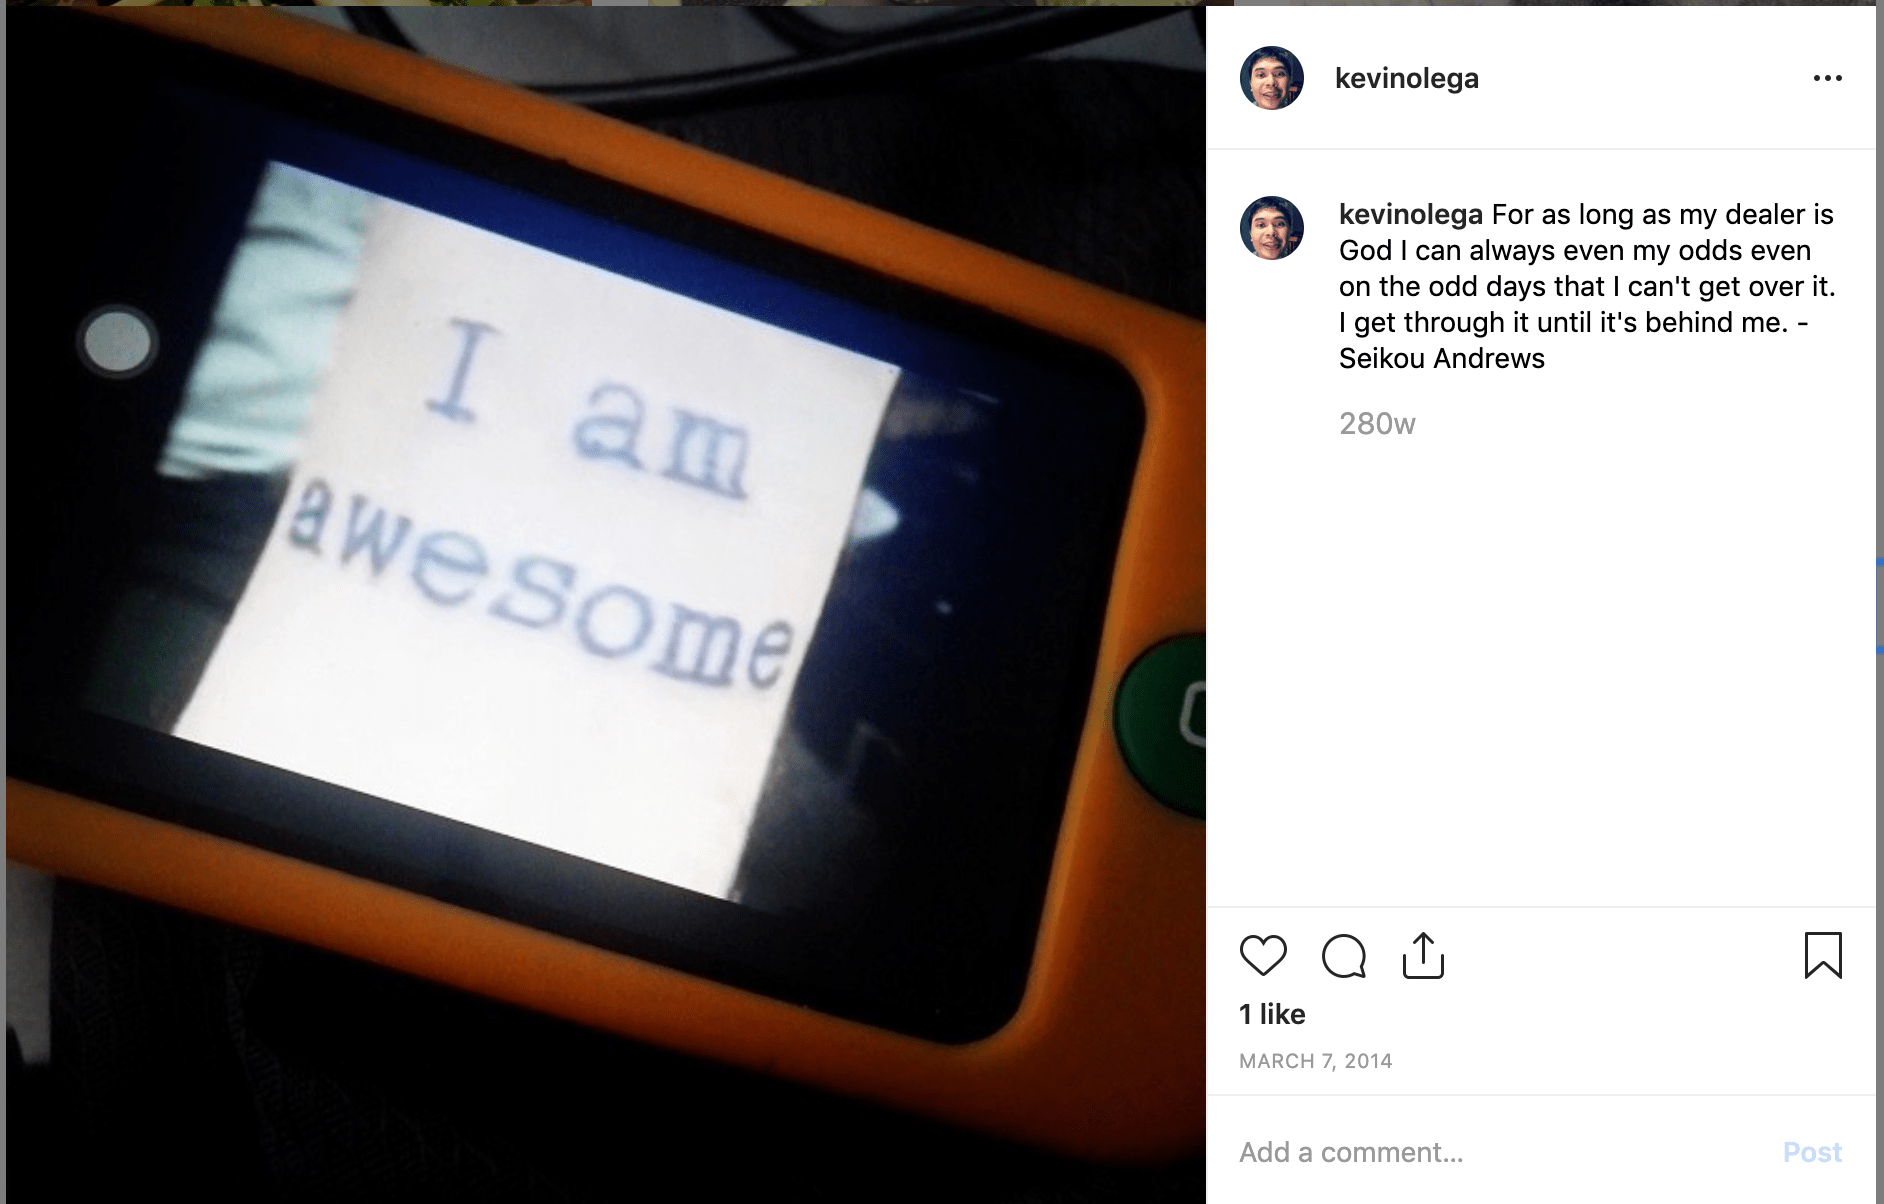 I am
awesome
kevinolega
kevinolega For as long as my dealer is
God I can always even my odds even
on the odd days that I can't get over it.
I get through it until it's behind me. -
Seikou Andrews
280w
1 like
MARCH 7, 2014
Add a comment...
Post